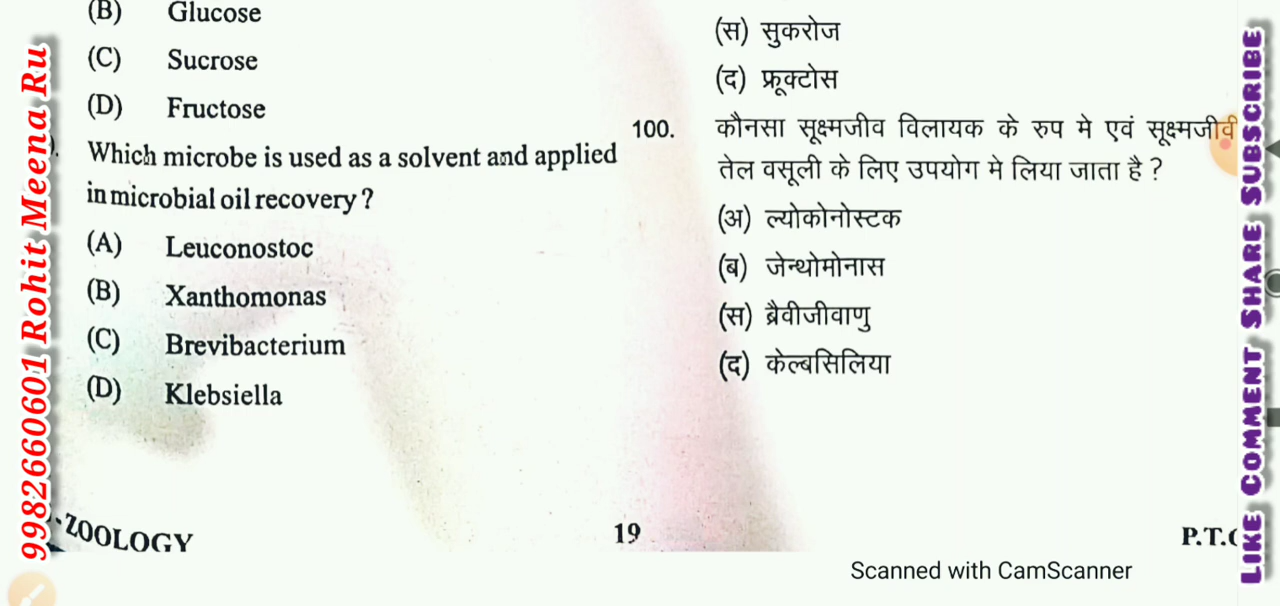 (B) Glucose
(C) Sucrose
(D) Fructose
Which microbe is used as a solvent and applied
in microbial oil recovery ?
(A) Leuconostoc
(B) Xanthomonas
(C) Brevibacterium
(D) Klebsiella
(स) सुकरोज
(द) फ्रूक्टोस
100. कौनसा सूक्ष्मजीव विलायक के रुप मे एवं सूक्ष्मजीवी
तेल वसूली के लिए उपयोग मे लिया जाता है ?
(अ) ल्योकोनोस्टक
(ब) जेन्थोमोनास
(स) ब्रैवीजीवाणु
(द) केल्बसिलिया
-ZOOLOGY
19
P.T.
Scanned with CamScanner
9982660601 Rohit Meena Ru
LIKE COMMENT SHARE SUBSCRIBE